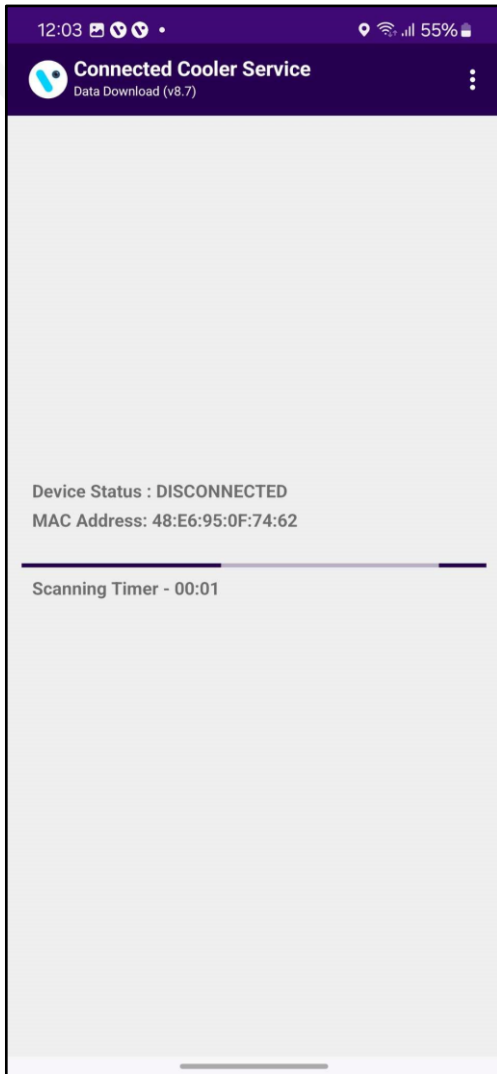 12:03 55%
Connected Cooler Service
Data Download (v8.7)
Device Status : DISCONNECTED
MAC Address: 48:E6:95:0F:74:62
Scanning Timer - 00:01